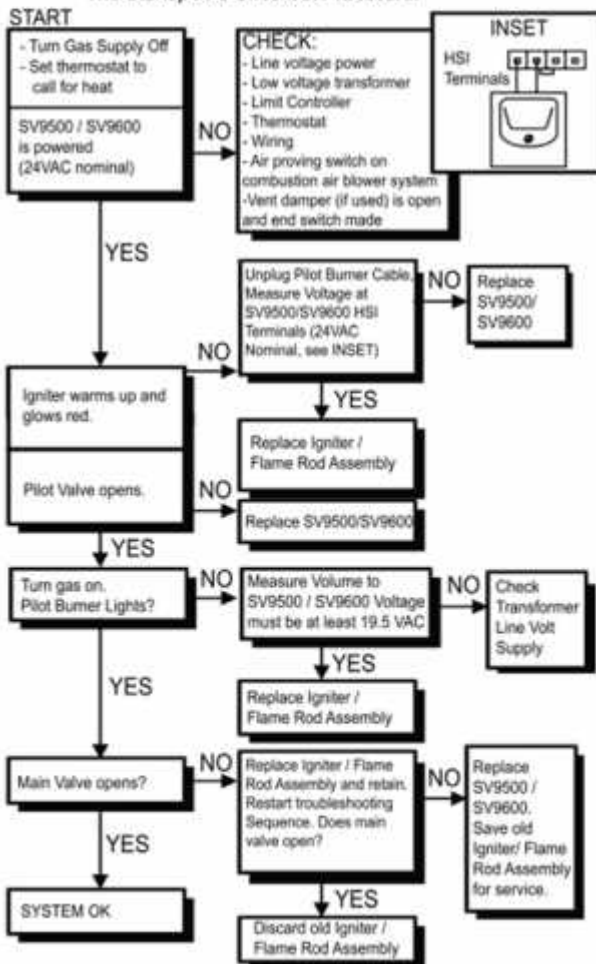 START
- Turn Gas Supply Off
- Set thermostat to
call for heat
SV9500 / SV9600
is powered
(24VAC nominal)
NO
CHECK:
- Line voltage power
- Low voltage transformer
- Limit Controller
- Thermostat
- Wiring
- Air proving switch on
combustion air blower system
-Vent damper (if used) is open
and end switch made
INSET
HSI
Terminals
YES
Igniter warms up and
glows red.
NO
Unplug Pilot Burner Cable,
Measure Voltage at
SV9500/SV9600 HSI
Terminals (24VAC
Nominal, see INSET)
NO
Replace
SV9500/
SV9600
YES
Replace Igniter /
Flame Rod Assembly
Pilot Valve opens.
NO
Replace SV9500/SV9600
YES
Turn gas on.
Pilot Burner Lights?
NO
Measure Volume to
SV9500 / SV9600 Voltage
must be at least 19.5 VAC
NO
Check
Transformer
Line Volt
Supply
YES
Replace Igniter /
Flame Rod Assembly
YES
Main Valve opens?
NO
Replace Igniter / Flame
Rod Assembly and retain.
Restart troubleshooting
Sequence. Does main
valve open?
NO
Replace
SV9500 /
SV9600.
Save old
Igniter/ Flame
Rod Assembly
for service.
YES
Discard old Igniter /
Flame Rod Assembly
YES
SYSTEM OK